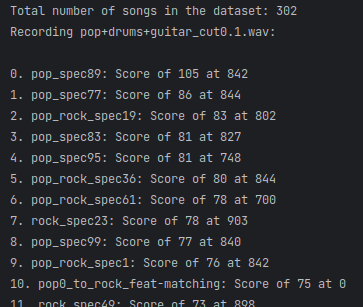 Total number of songs in the dataset: 302
Recording pop+drums+guitar_cut0.1.wav:
0. pop_spec89: Score of 105 at 842
1. pop_spec77: Score of 86 at 844
2. pop_rock_spec19: Score of 83 at 802
3. pop_spec83: Score of 81 at 827
4. pop_spec95: Score of 81 at 748
5. pop_rock_spec36: Score of 80 at 844
6. pop_rock_spec61: Score of 78 at 700
7. rock_spec23: Score of 78 at 903
8. pop_spec99: Score of 77 at 840
9. pop_rock_spec1: Score of 76 at 842
10. pop0_to_rock_feat-matching: Score of 75 at 0
11. rock_spec49: Score of 73 at 898